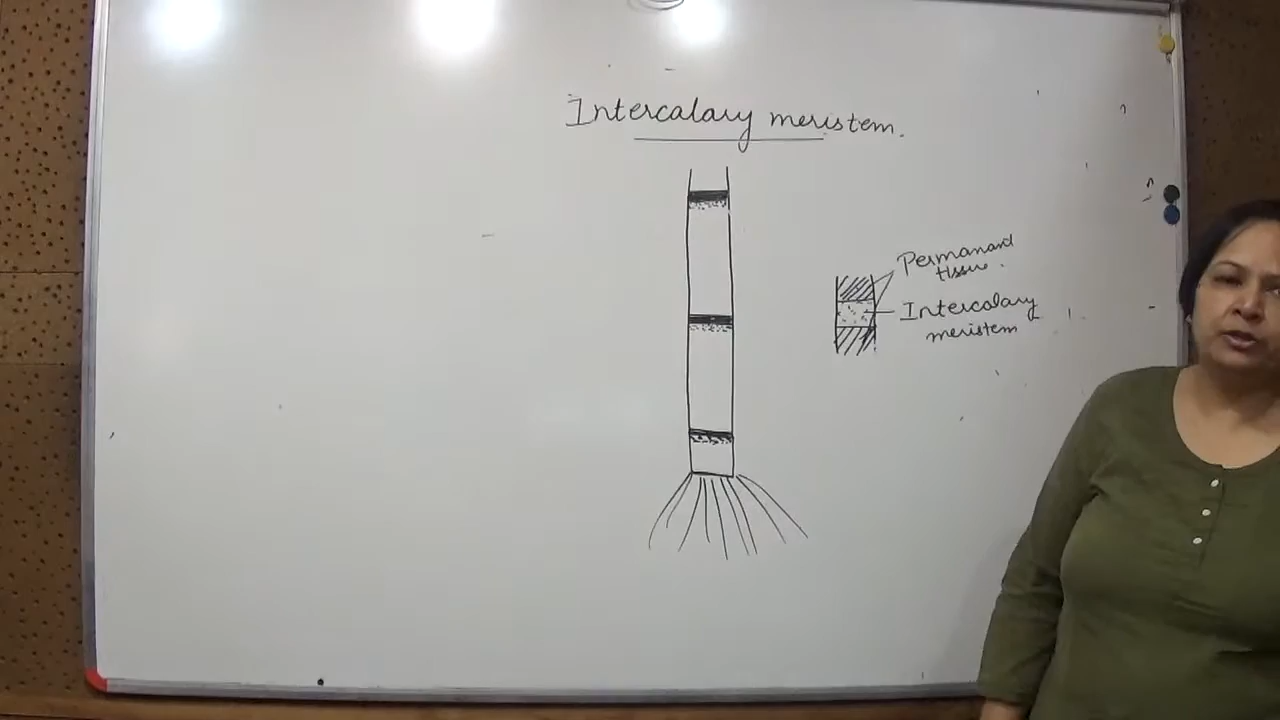 Intercalary meristem.
Permanant
tissue.
Intercalary
meristem